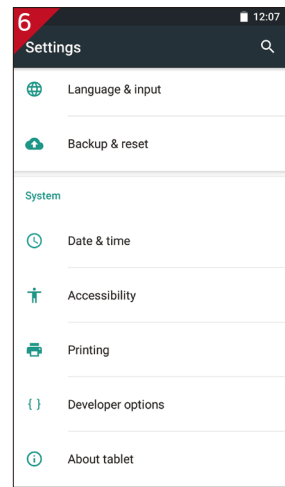 6
12:07
Settings
Language & input
Backup & reset
System
Date & time
Accessibility
Printing
{ } Developer options
About tablet